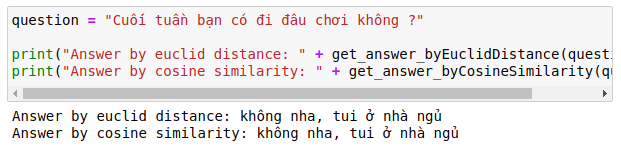 question = "Cuối tuần bạn có đi đâu chơi không ?"
print("Answer by euclid distance: " + get_answer_byEuclidDistance(questi
print("Answer by cosine similarity: " + get_answer_byCosineSimilarity(qu
Answer by euclid distance: không nha, tui ở nhà ngủ
Answer by cosine similarity: không nha, tui ở nhà ngủ